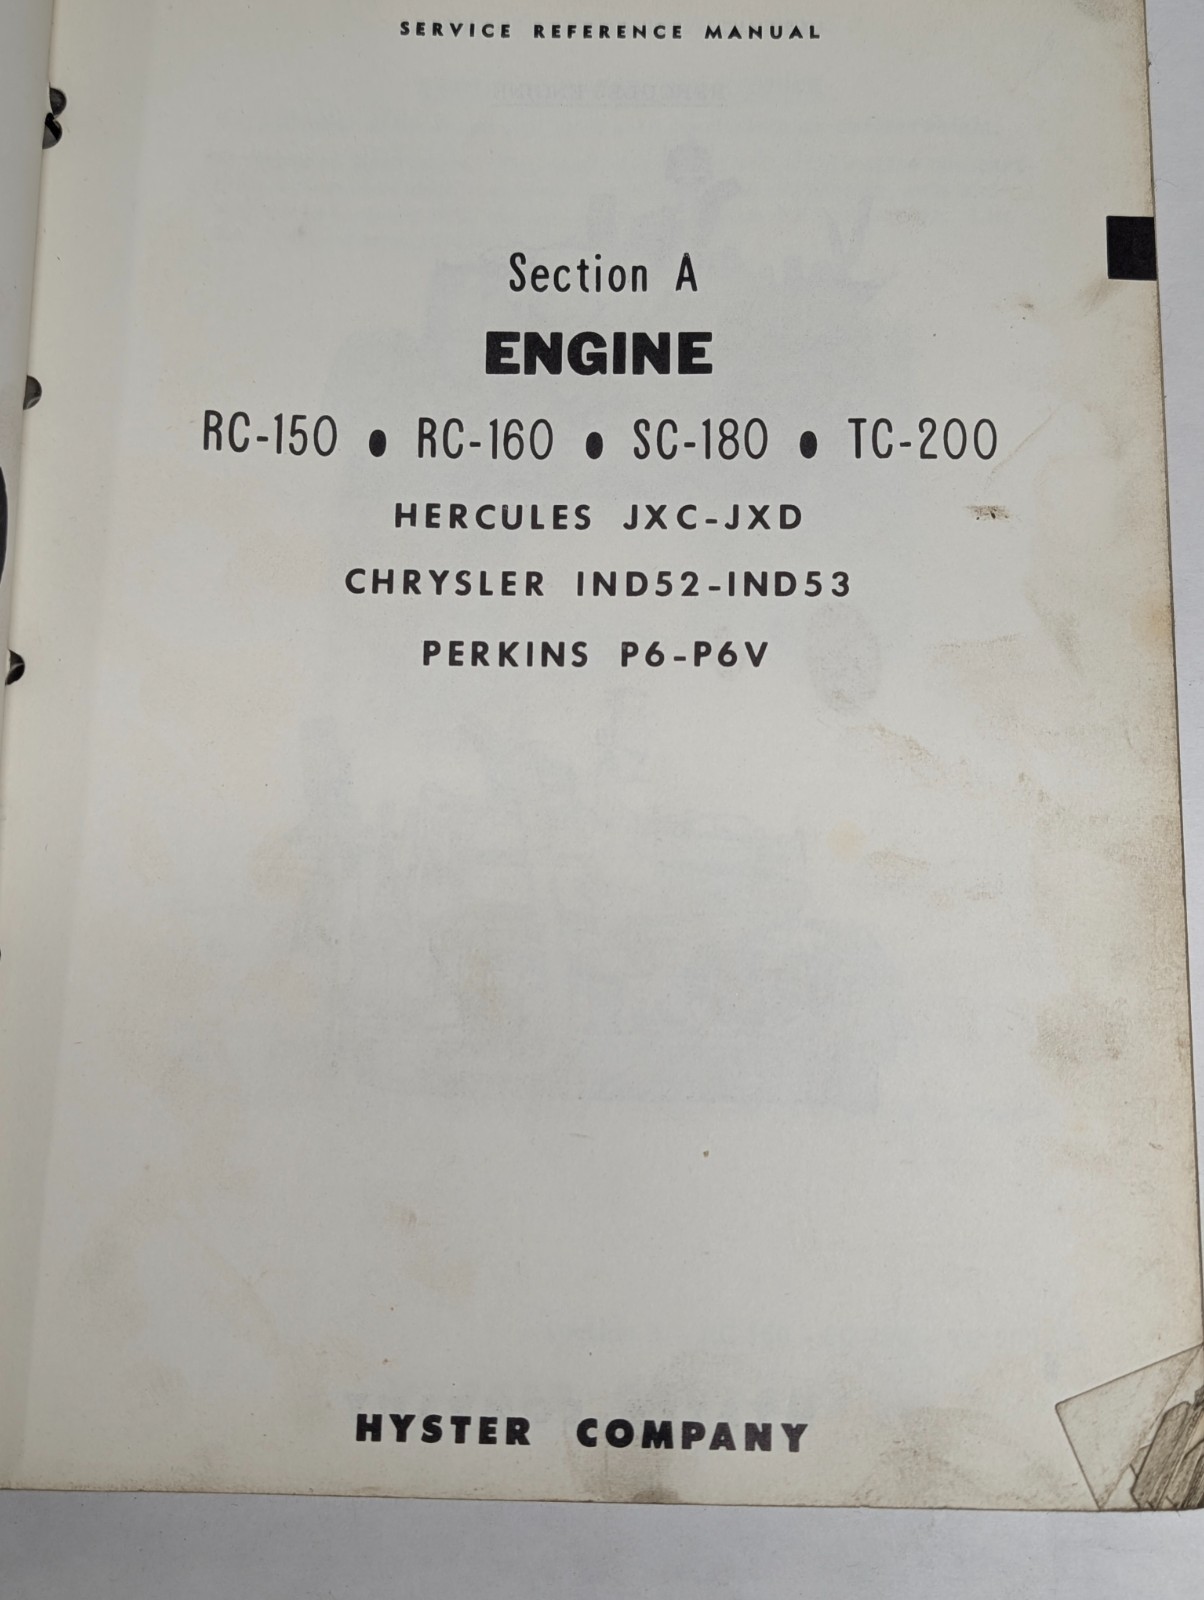 SERVICE REFERENCE MANUAL
Section A
ENGINE
RC-150 • RC-160 • SC-180 • TC-200
HERCULES JXC-JXD
CHRYSLER IND52-IND53
PERKINS P6-P6V
HYSTER COMPANY